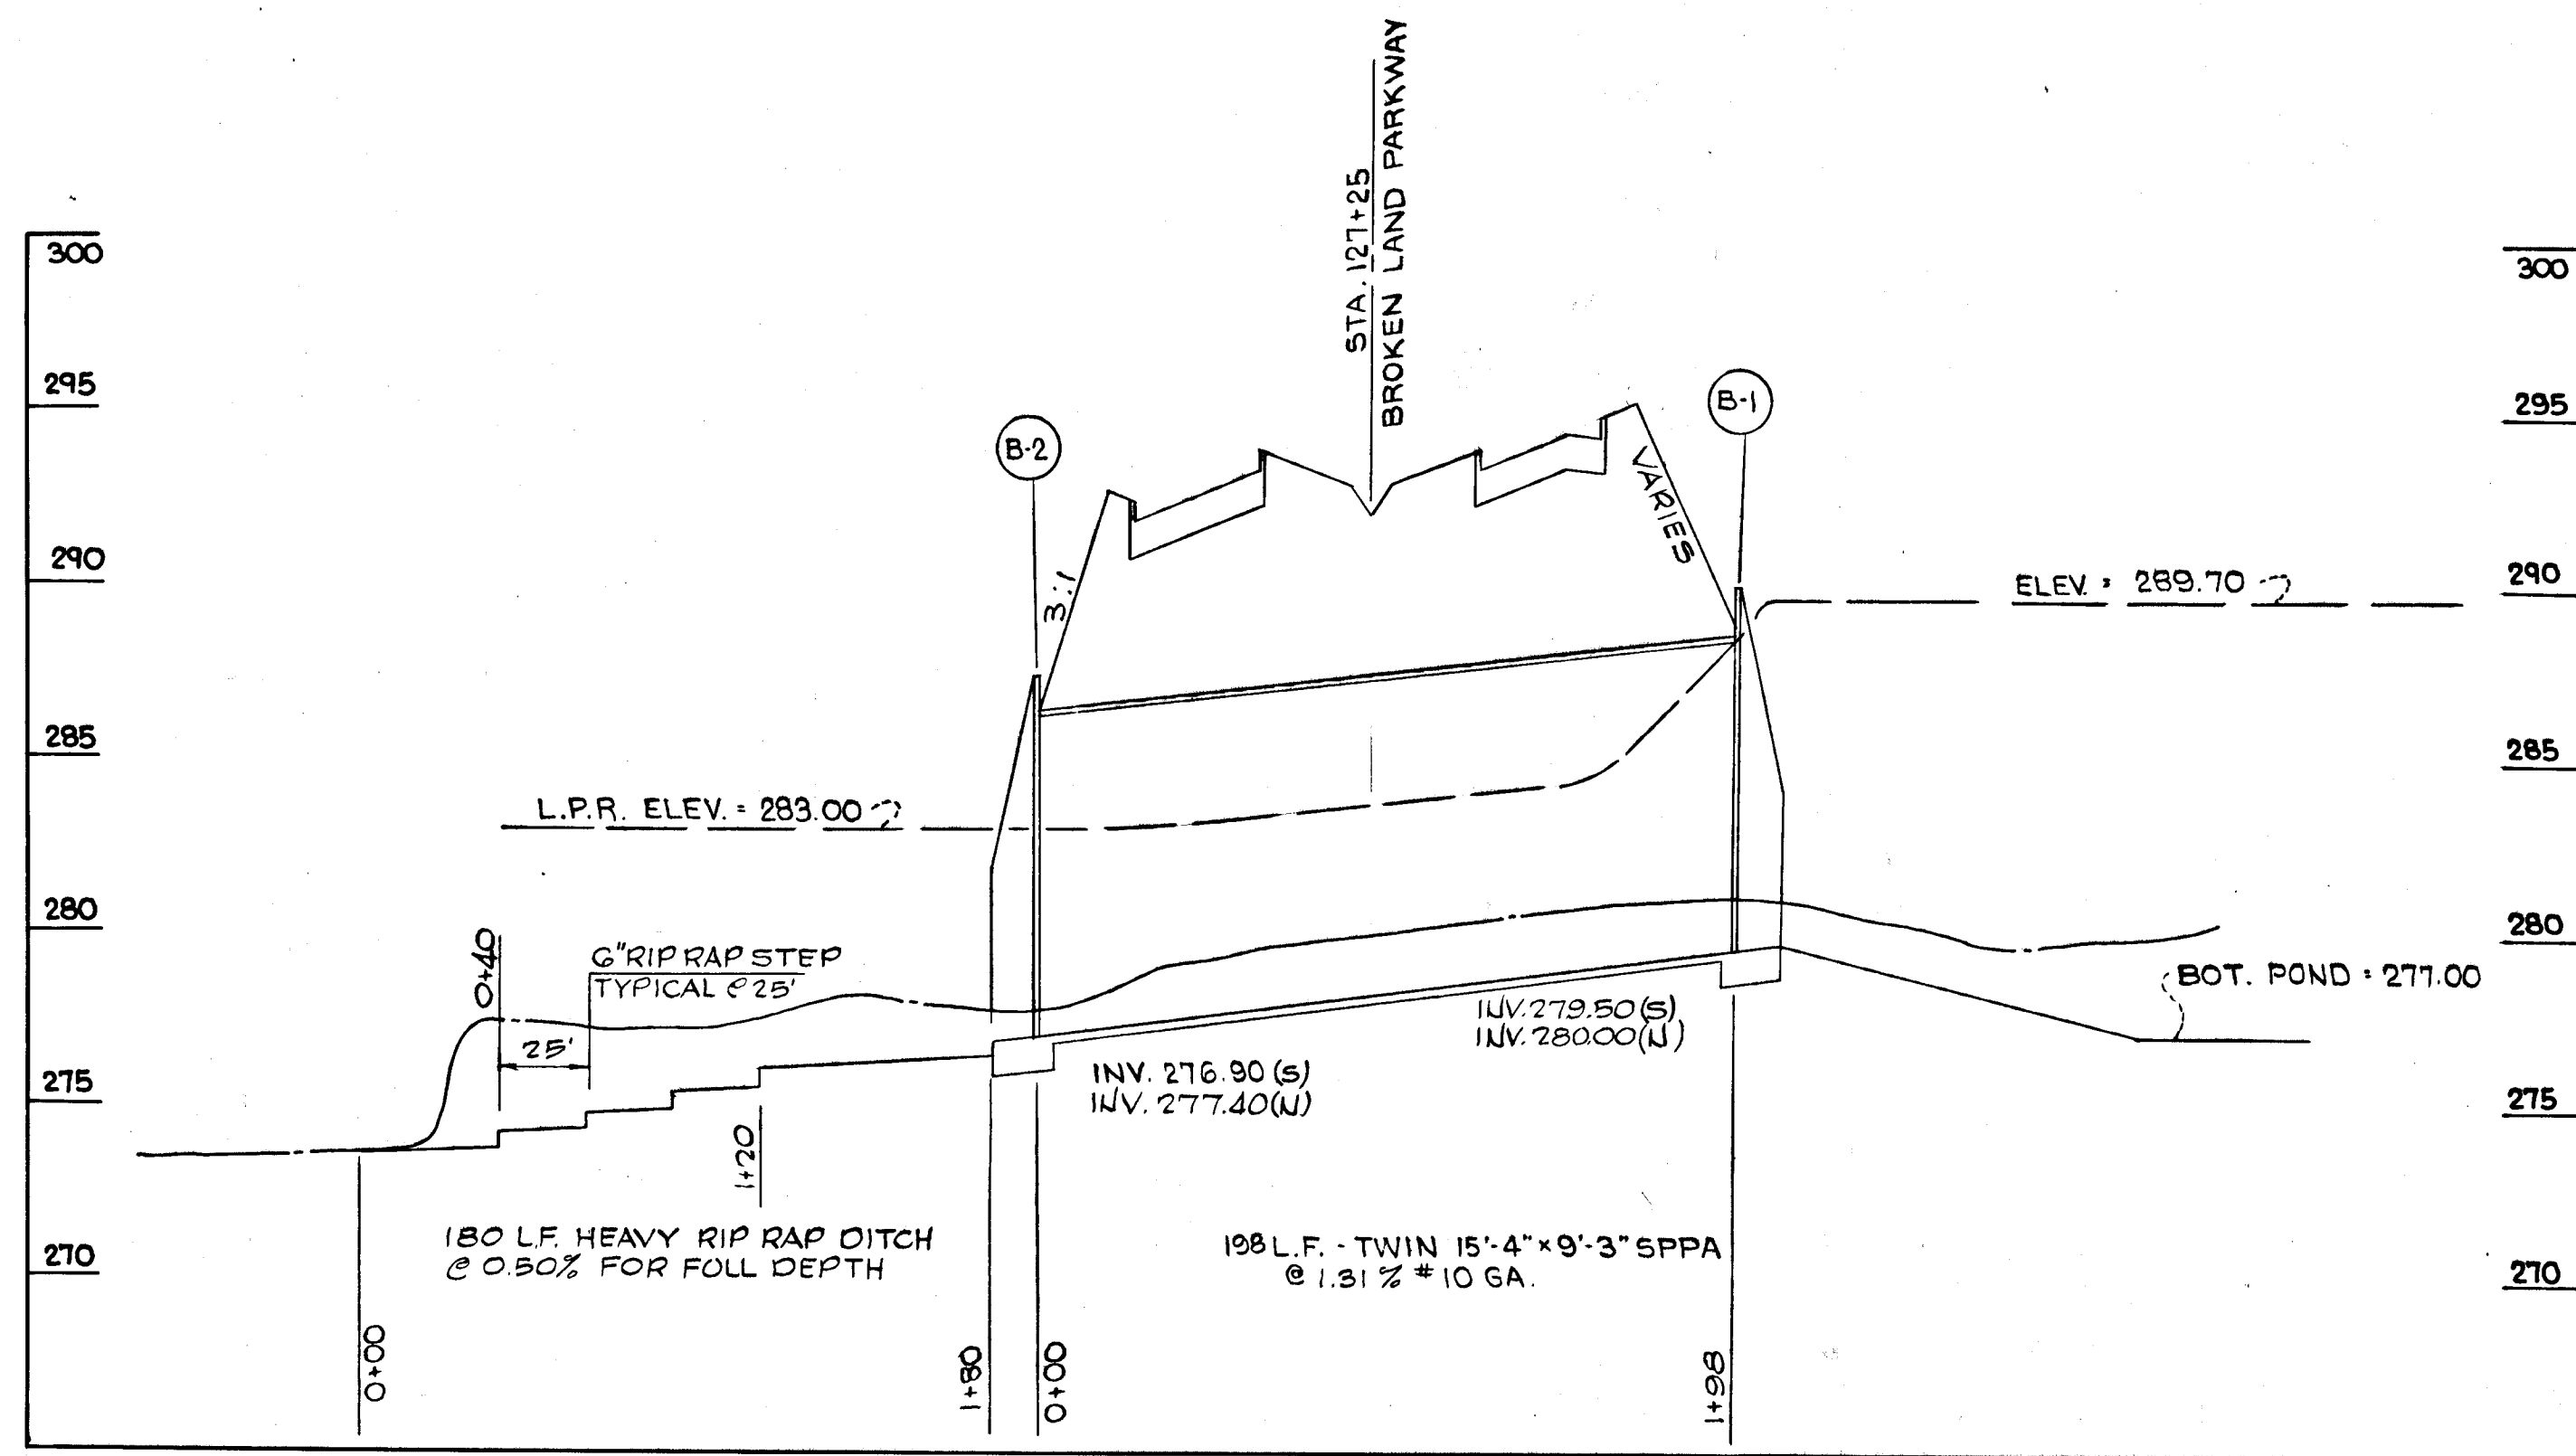 STA. 127+25
BROKEN LAND PARKWAY
300
300
295
295
B-2
B-1
VARIES
290
290
3:1
ELEV. = 289.70
285
285
L.P.R. ELEV. = 283.00
280
280
0+40
6" RIP RAP STEP
TYPICAL @ 25'
25'
BOT. POND = 277.00
INV. 279.50 (S)
INV. 280.00 (N)
275
275
INV. 276.90 (S)
INV. 277.40 (N)
1+20
180 L.F. HEAVY RIP RAP DITCH
@ 0.50% FOR FULL DEPTH
198 L.F. - TWIN 15'-4" x 9'-3" SPPA
@ 1.31 % # 10 GA.
270
270
0+00
1+80
0+00
1+98